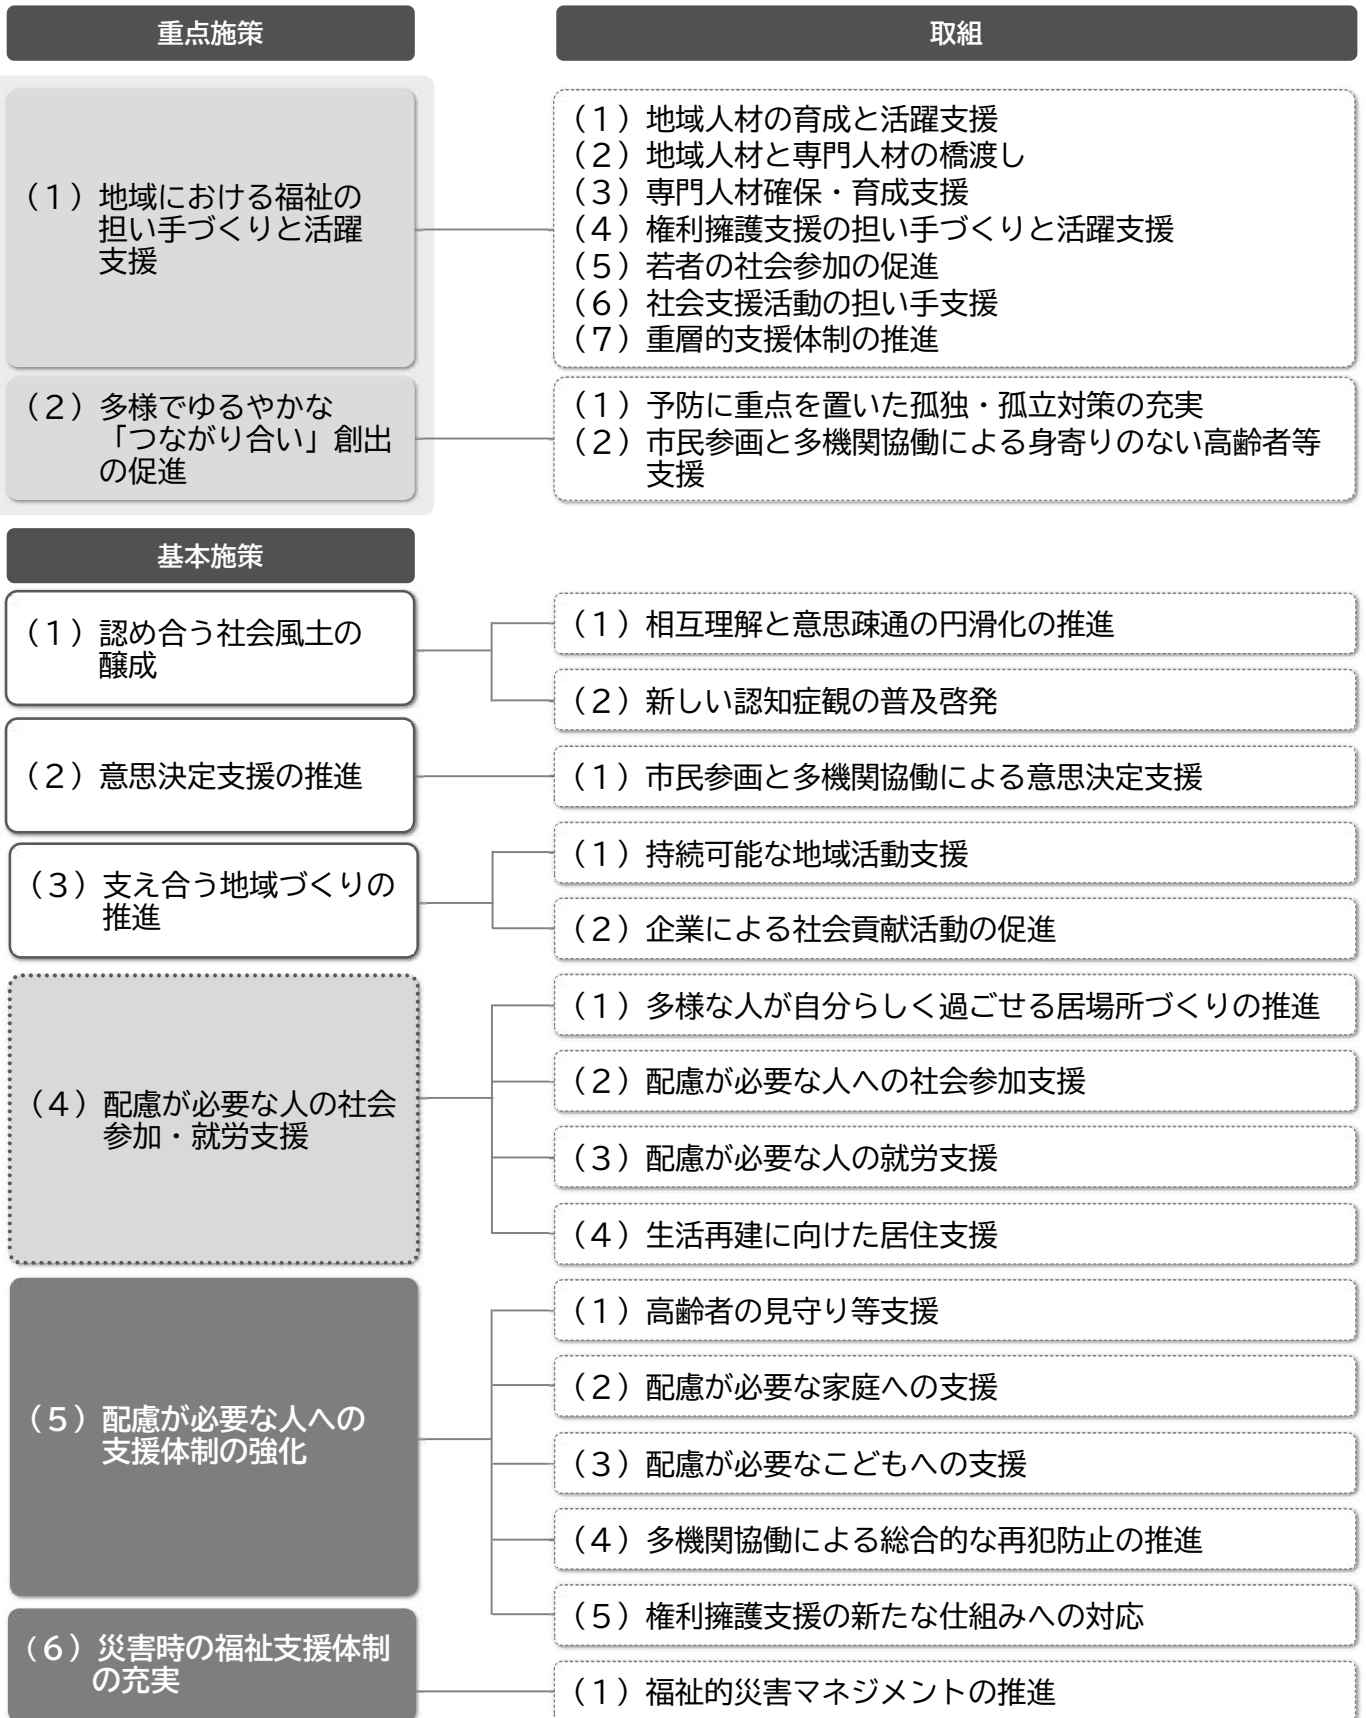 重点施策
取組
（１）地域における福祉の
担い手づくりと活躍
支援
（１）地域人材の育成と活躍支援
（２）地域人材と専門人材の橋渡し
（３）専門人材確保・育成支援
（４）権利擁護支援の担い手づくりと活躍支援
（５）若者の社会参加の促進
（６）社会支援活動の担い手支援
（７）重層的支援体制の推進
（２）多様でゆるやかな
「つながり合い」創出
の促進
（１）予防に重点を置いた孤独・孤立対策の充実
（２）市民参画と多機関協働による身寄りのない高齢者等
支援
基本施策
（１）認め合う社会風土の
醸成
（１）相互理解と意思疎通の円滑化の推進
（２）新しい認知症観の普及啓発
（２）意思決定支援の推進
（１）市民参画と多機関協働による意思決定支援
（３）支え合う地域づくりの
推進
（１）持続可能な地域活動支援
（２）企業による社会貢献活動の促進
（４）配慮が必要な人の社会
参加・就労支援
（１）多様な人が自分らしく過ごせる居場所づくりの推進
（２）配慮が必要な人への社会参加支援
（３）配慮が必要な人の就労支援
（４）生活再建に向けた居住支援
（５）配慮が必要な人への
支援体制の強化
（１）高齢者の見守り等支援
（２）配慮が必要な家庭への支援
（３）配慮が必要なこどもへの支援
（４）多機関協働による総合的な再犯防止の推進
（５）権利擁護支援の新たな仕組みへの対応
（６）災害時の福祉支援体制
の充実
（１）福祉的災害マネジメントの推進